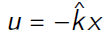 u = −k̂x